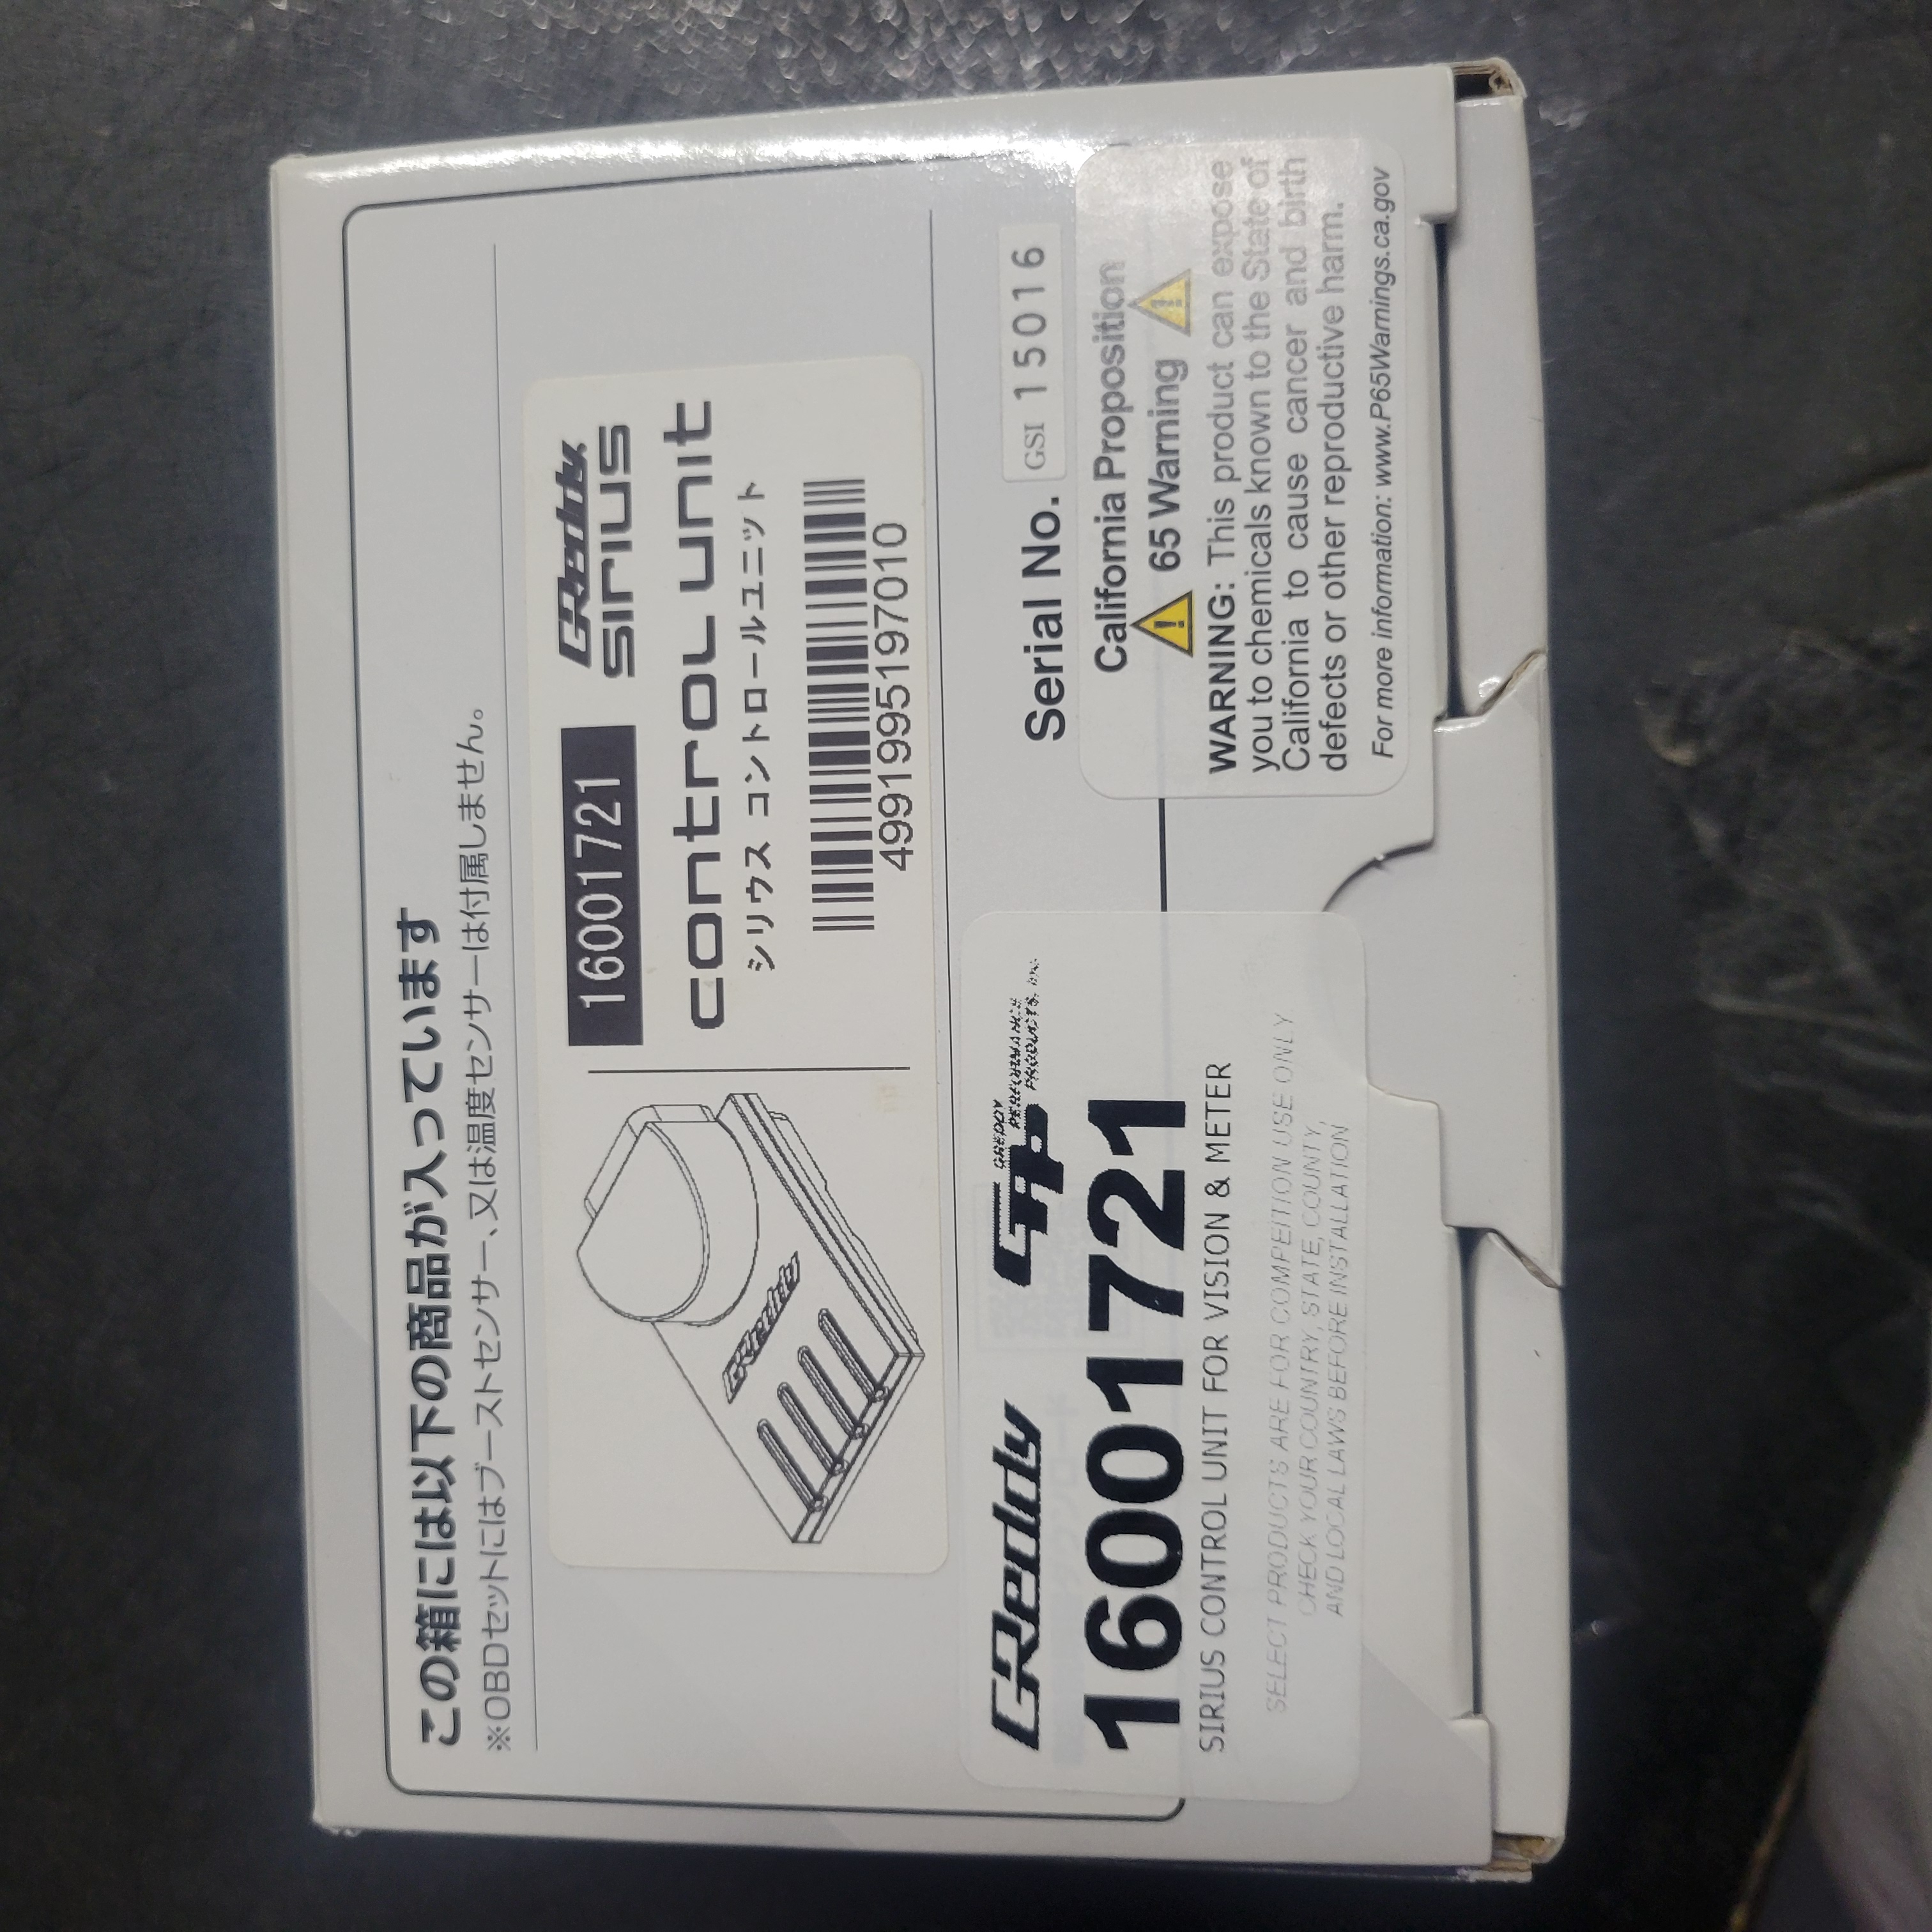 この箱には以下の商品が入っています
※OBDセットにはブーストセンサー、又は温度センサーは付属しません。
GReddy
16001721
GReddy
SIRIUS
CONTROL UNIT
シリウス コントロールユニット
4991995197010
Serial No. GSI 15016
GReddy
GPP
GREDDY
PERFORMANCE
PRODUCTS, Inc.
16001721
SIRIUS CONTROL UNIT FOR VISION & METER
SELECT PRODUCTS ARE FOR COMPETITION USE ONLY
CHECK YOUR COUNTRY, STATE, COUNTY,
AND LOCAL LAWS BEFORE INSTALLATION
California Proposition
65 Warning
WARNING: This product can expose
you to chemicals known to the State of
California to cause cancer and birth
defects or other reproductive harm.
For more information: www.P65Warnings.ca.gov